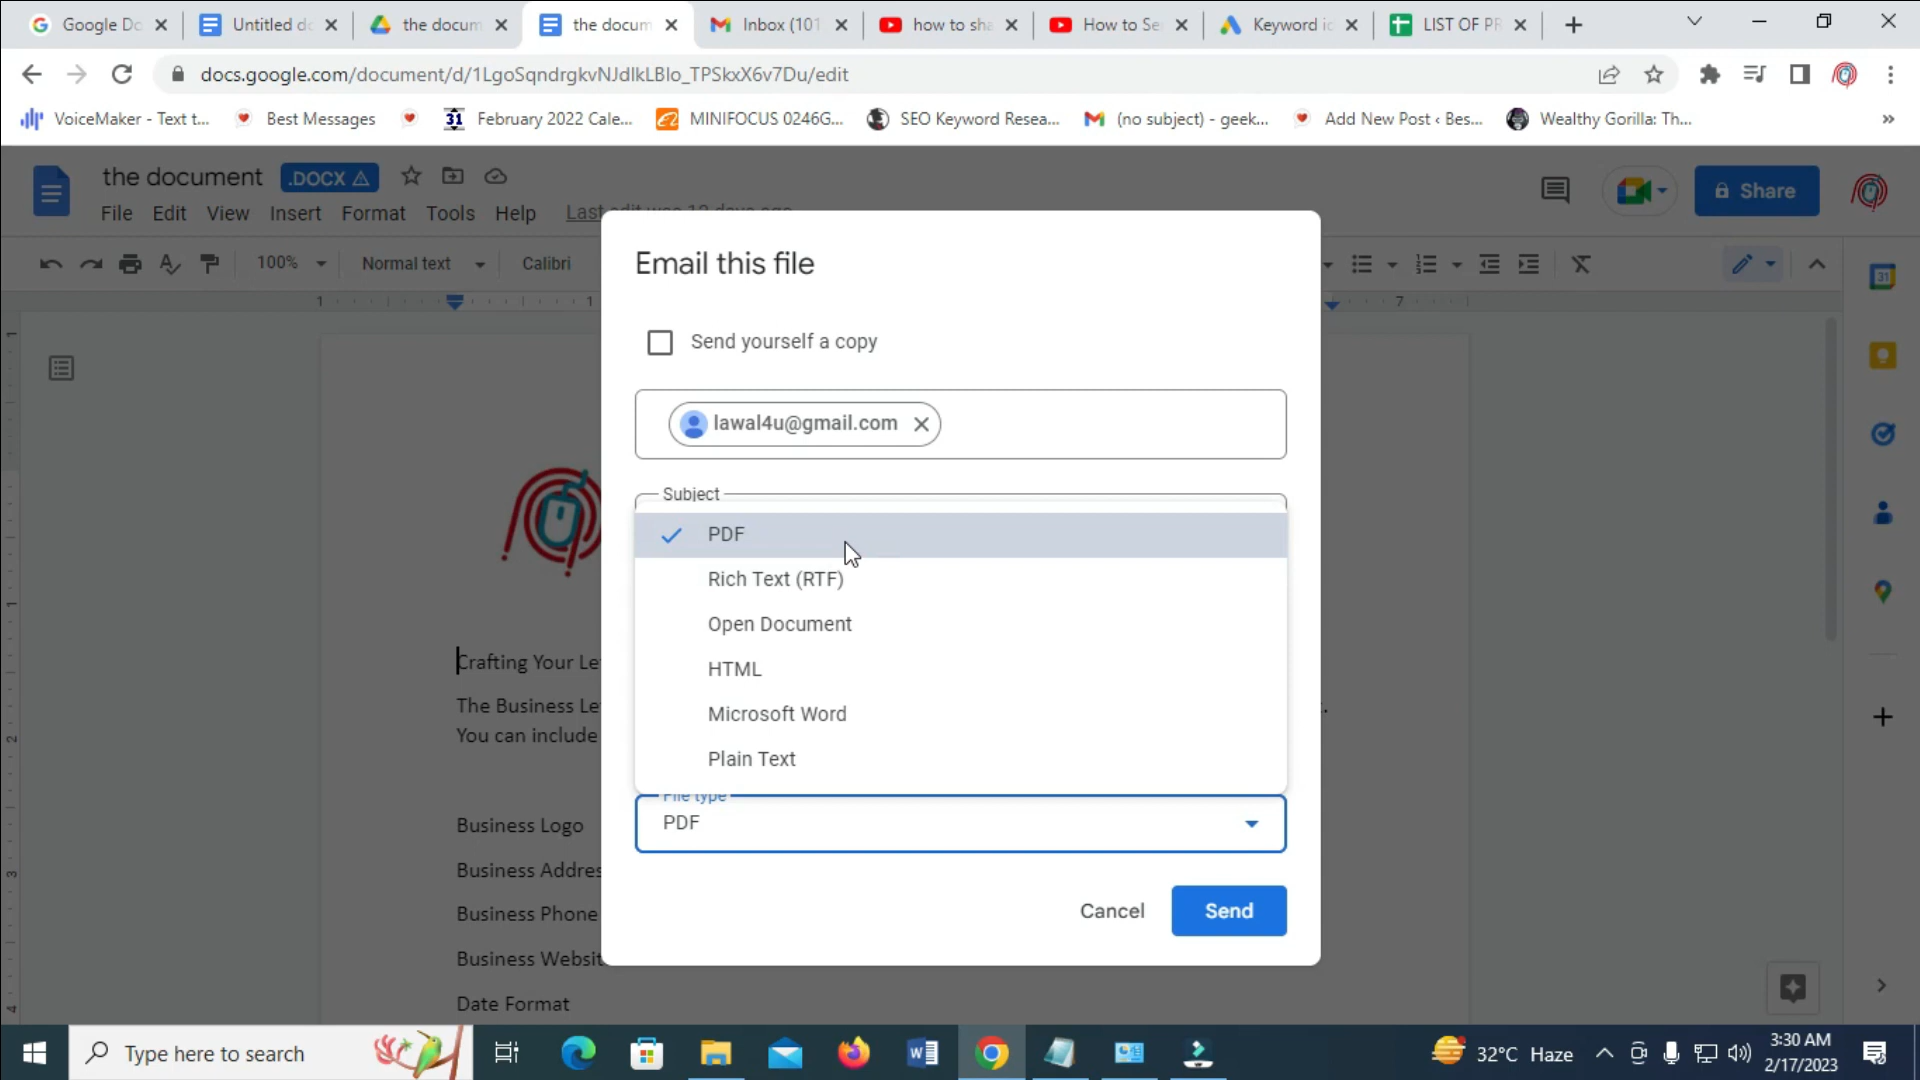 Google Do
Untitled do
the docum
the docum
Inbox (101
how to sha
How to Se
Keyword ic
LIST OF PR
docs.google.com/document/d/1LgoSqndrgkvNJdlkLBlo_TPSkxX6v7Du/edit
VoiceMaker - Text t...
Best Messages
31
February 2022 Cale...
MINIFOCUS 0246G...
SEO Keyword Resea...
(no subject) - geek...
Add New Post ‹ Bes...
Wealthy Gorilla: Th...
»
the document
.DOCX
File Edit View Insert Format Tools Help
Share
100%
Normal text
Calibri
31
Email this file
Send yourself a copy
lawal4u@gmail.com
Subject
PDF
Rich Text (RTF)
Open Document
HTML
Microsoft Word
Plain Text
File type
PDF
Cancel
Send
Crafting Your Le
The Business Le
You can include
Business Logo
Business Addres
Business Phone
Business Websit
Date Format
Type here to search
32°C Haze
3:30 AM
2/17/2023